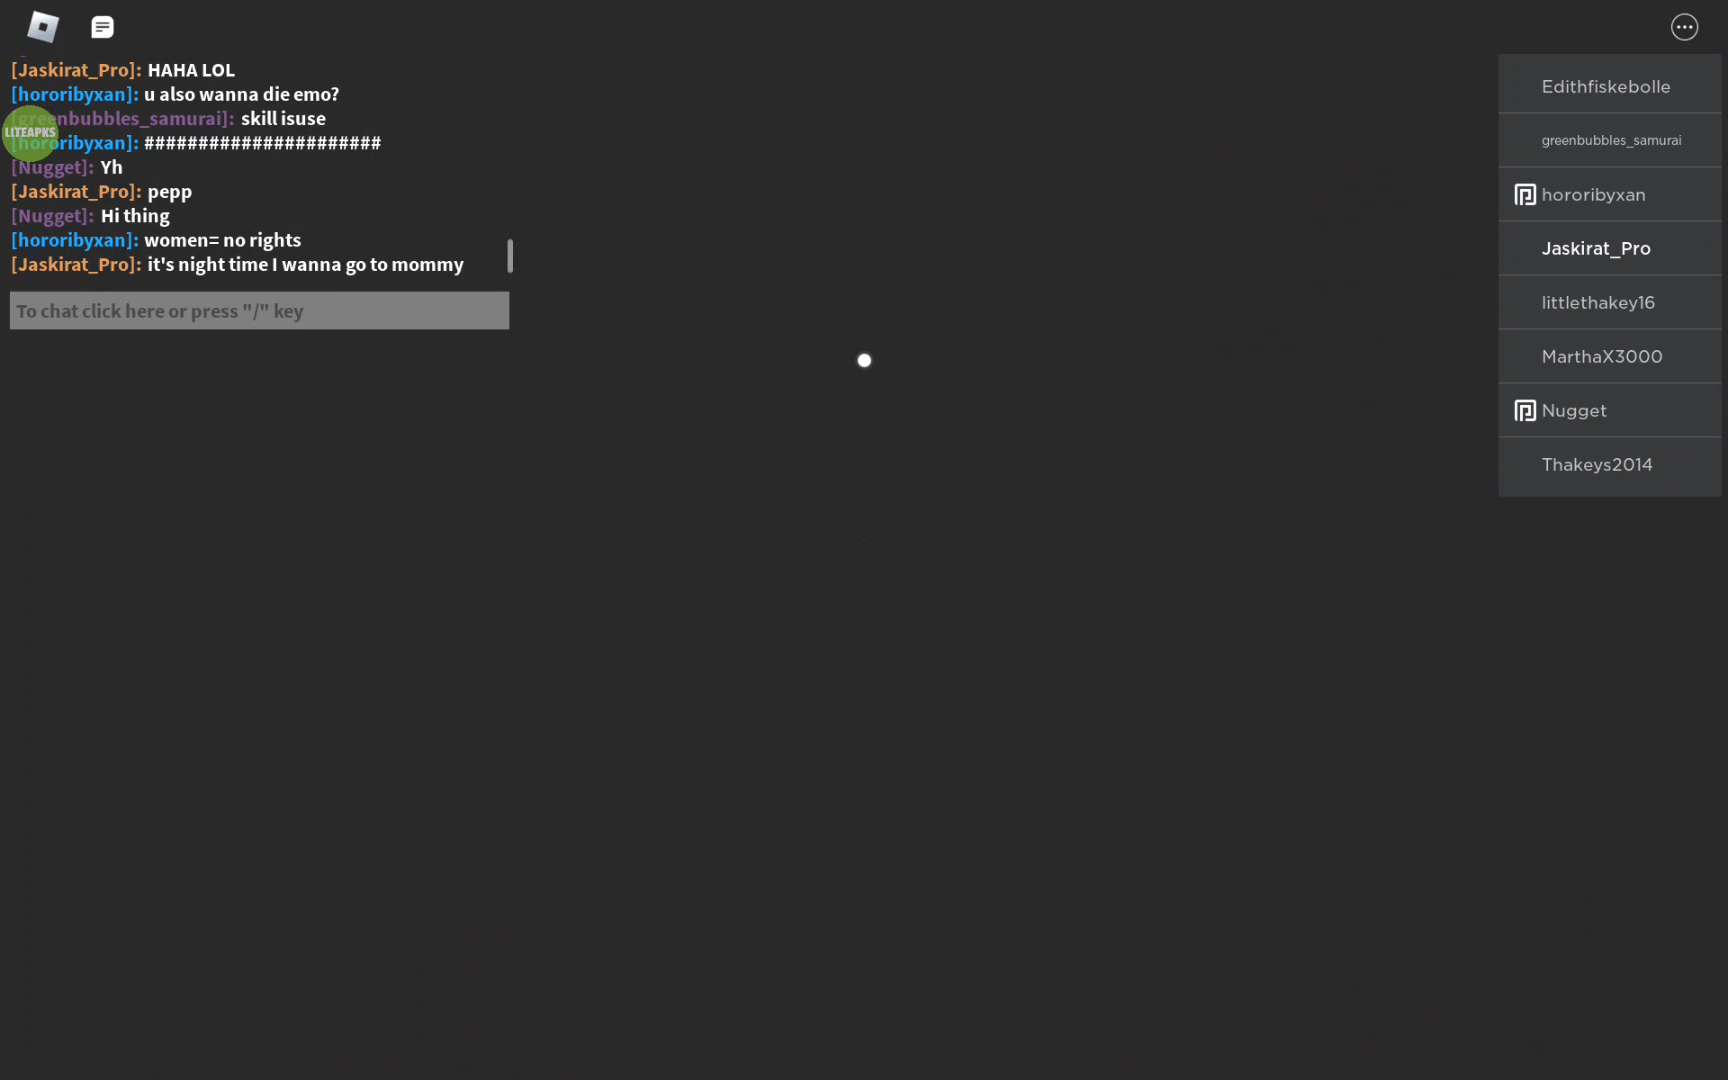 [Jaskirat_Pro]: HAHA LOL
[hororibyxan]: u also wanna die emo?
[greenbubbles_samurai]: skill isuse
LITEAPKS
[hororibyxan]: ######################
[Nugget]: Yh
[Jaskirat_Pro]: pepp
[Nugget]: Hi thing
[hororibyxan]: women= no rights
[Jaskirat_Pro]: it's night time I wanna go to mommy
To chat click here or press "/" key
Edithfiskebolle
greenbubbles_samurai
hororibyxan
Jaskirat_Pro
littlethakey16
MarthaX3000
Nugget
Thakeys2014